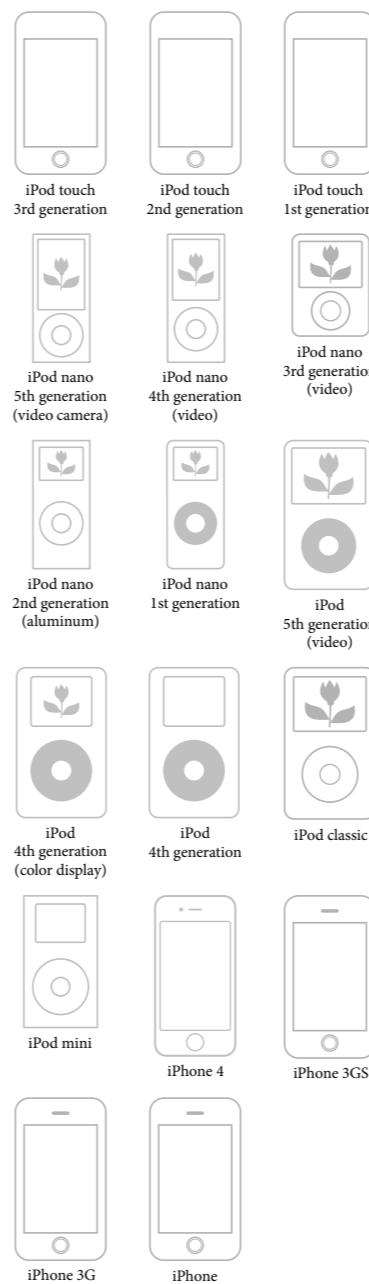 iPod touch
3rd generation
iPod touch
2nd generation
iPod touch
1st generation
iPod nano
5th generation
(video camera)
iPod nano
4th generation
(video)
iPod nano
3rd generation
(video)
iPod nano
2nd generation
(aluminum)
iPod nano
1st generation
iPod
5th generation
(video)
iPod
4th generation
(color display)
iPod
4th generation
iPod classic
iPod mini
iPhone 4
iPhone 3GS
iPhone 3G
iPhone